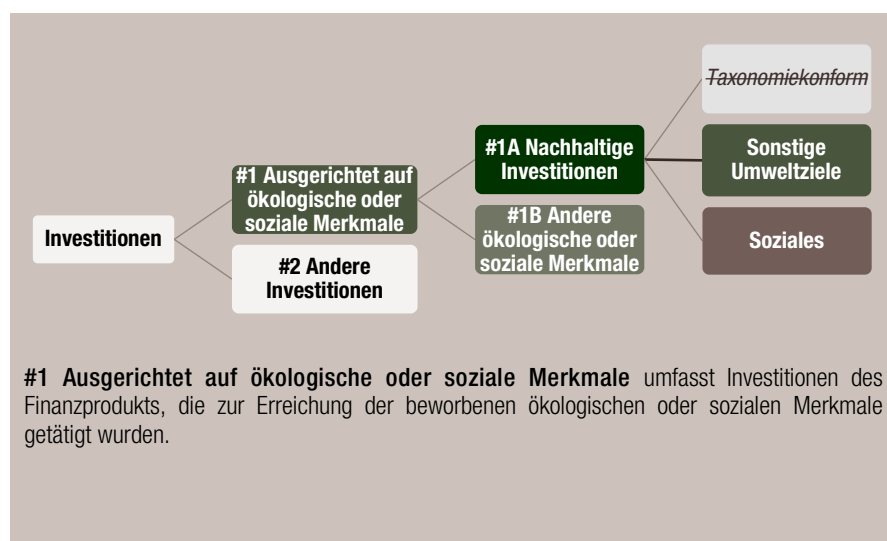 Taxonomiekonform
#1A Nachhaltige
Investitionen
Sonstige
Umweltziele
#1 Ausgerichtet auf
ökologische oder
soziale Merkmale
#1B Andere
ökologische oder
soziale Merkmale
Soziales
Investitionen
#2 Andere
Investitionen
#1 Ausgerichtet auf ökologische oder soziale Merkmale umfasst Investitionen des
Finanzprodukts, die zur Erreichung der beworbenen ökologischen oder sozialen Merkmale
getätigt wurden.